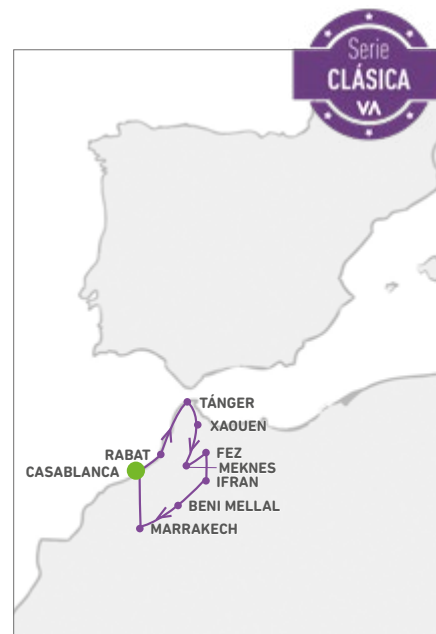 Serie
CLÁSICA
VA
TÁNGER
XAOUEN
RABAT
FEZ
CASABLANCA
MEKNES
IFRAN
BENI MELLAL
MARRAKECH